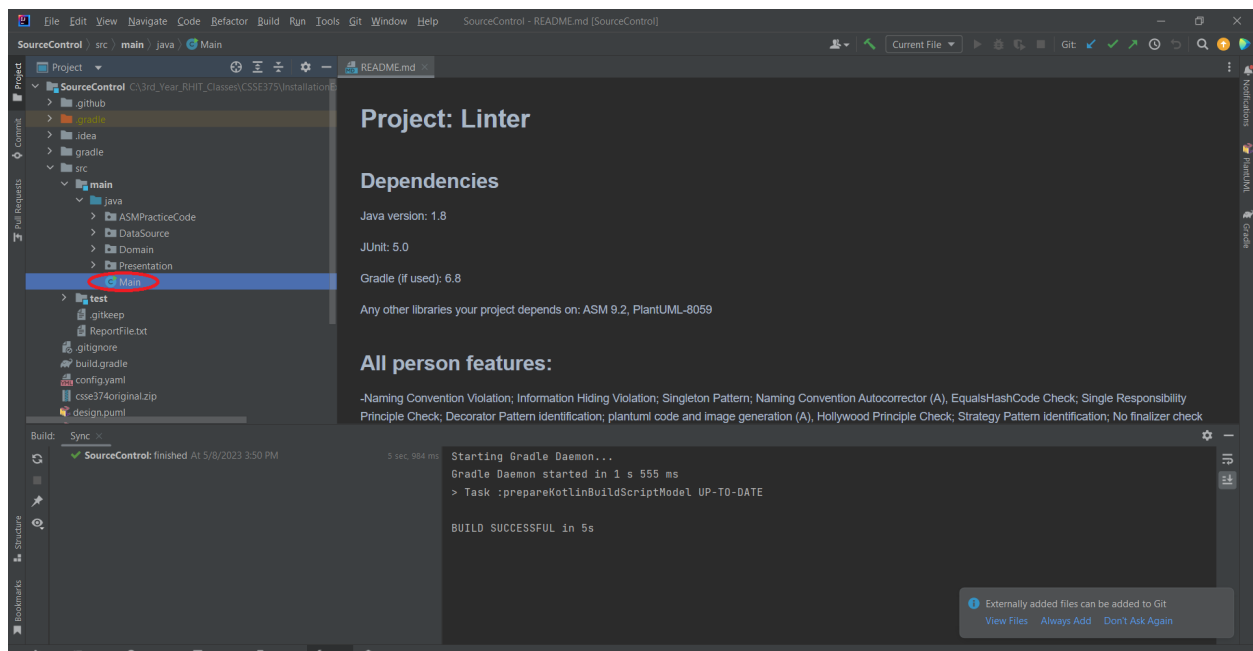 File Edit View Navigate Code Refactor Build Run Tools Git Window Help SourceControl - README.md [SourceControl]
SourceControl src main java Main
Current File Git:
Project
README.md
Project
Commit
Pull Requests
SourceControl C:\3rd_Year_RHIT_Classes\CSSE375\Installation
.github
.gradle
.idea
gradle
src
main
java
ASMPracticeCode
DataSource
Domain
Presentation
Main
test
.gitkeep
ReportFile.txt
.gitignore
build.gradle
config.yaml
csse374original.zip
design.puml
Project: Linter
Dependencies
Java version: 1.8
JUnit: 5.0
Gradle (if used): 6.8
Any other libraries your project depends on: ASM 9.2, PlantUML-8059
All person features:
-Naming Convention Violation; Information Hiding Violation; Singleton Pattern; Naming Convention Autocorrector (A), EqualsHashCode Check; Single Responsibility
Principle Check; Decorator Pattern identification; plantuml code and image generation (A), Hollywood Principle Check; Strategy Pattern identification; No finalizer check
Notifications
PlantUML
Gradle
Build: Sync
SourceControl: finished At 5/8/2023 3:50 PM 5 sec, 984 ms
Starting Gradle Daemon...
Gradle Daemon started in 1 s 555 ms
> Task :prepareKotlinBuildScriptModel UP-TO-DATE
BUILD SUCCESSFUL in 5s
Structure
Bookmarks
Externally added files can be added to Git
View Files Always Add Don't Ask Again